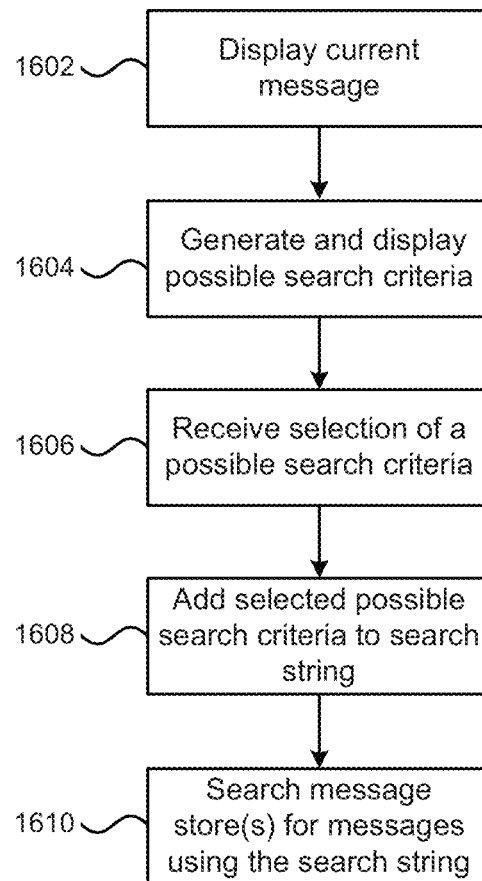 1602
Display current
message
1604
Generate and display
possible search criteria
1606
Receive selection of a
possible search criteria
1608
Add selected possible
search criteria to search
string
1610
Search message
store(s) for messages
using the search string